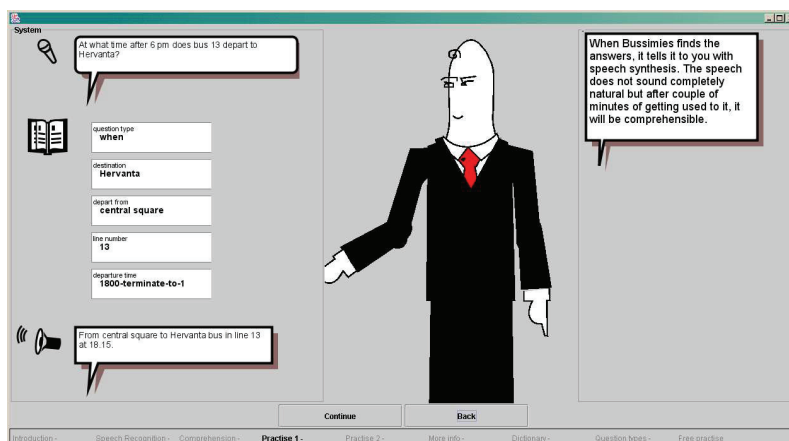 System
At what time after 6 pm does bus 13 depart to
Hervanta?
question type
when
destination
Hervanta
depart from
central square
line number
13
departure time
1800-terminate-to-1
From central square to Hervanta bus in line 13
at 18.15.
When Bussimies finds the
answers, it tells it to you with
speech synthesis. The speech
does not sound completely
natural but after couple of
minutes of getting used to it, it
will be comprehensible.
Continue Back
Introduction - Speech Recognition - Comprehension - Practise 1 - Practise 2 - More info - Dictionary - Question types - Free practise